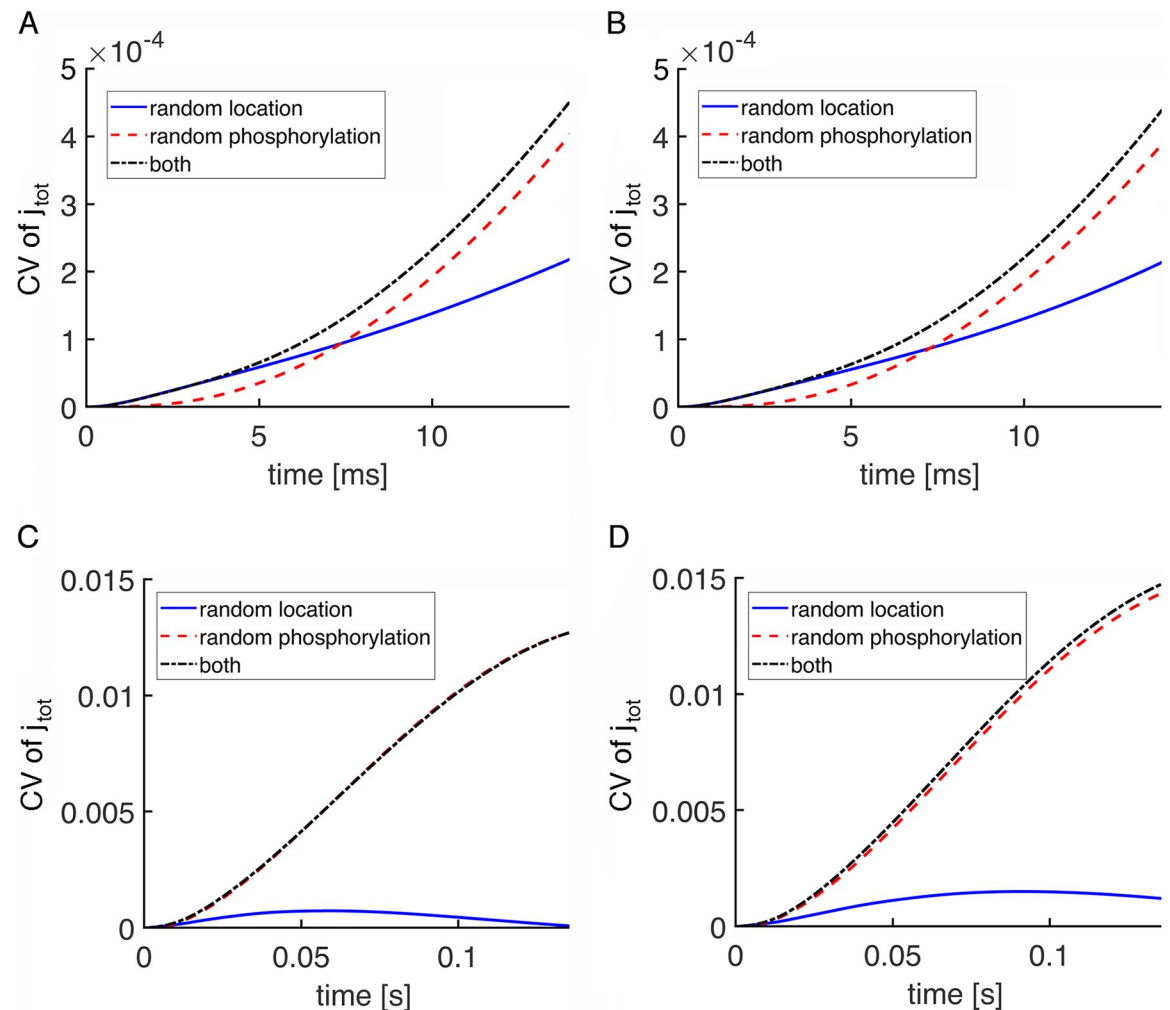 A
×10⁻⁴
5
4
3
2
1
0
CV of j_tot
random location
random phosphorylation
both
0 5 10
time [ms]
B
×10⁻⁴
5
4
3
2
1
0
CV of j_tot
random location
random phosphorylation
both
0 5 10
time [ms]
C
0.015
0.01
0.005
0
CV of j_tot
random location
random phosphorylation
both
0 0.05 0.1
time [s]
D
0.015
0.01
0.005
0
CV of j_tot
random location
random phosphorylation
both
0 0.05 0.1
time [s]